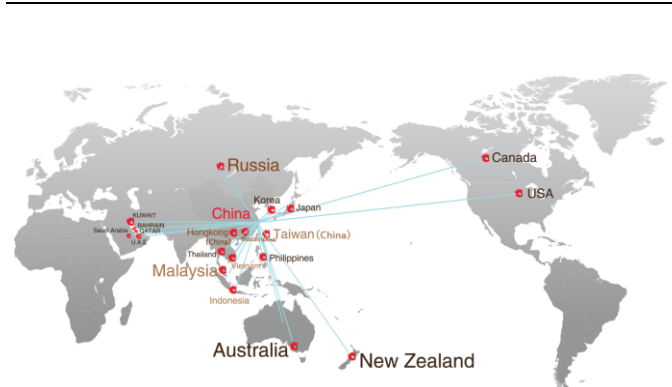 Canada
Russia
USA
Korea
Japan
China
KUWAIT
BAHRAIN
Saudi Arabia
QATAR
U.A.E
Hongkong
(China)
Macao
Taiwan (China)
Thailand
Vietnam
Philippines
Malaysia
Indonesia
Australia
New Zealand